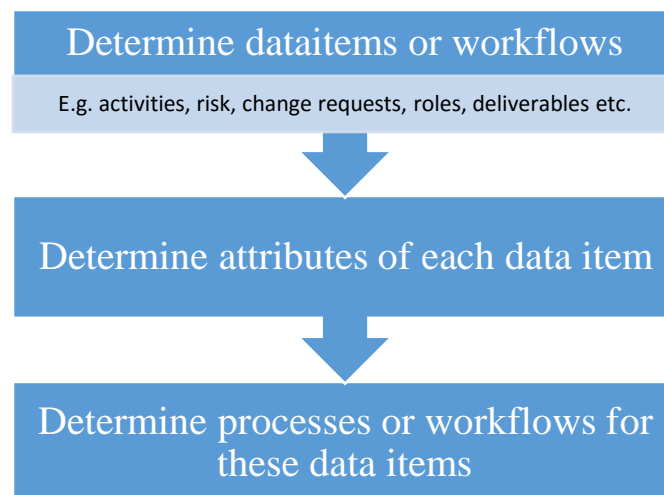 Determine dataitems or workflows
E.g. activities, risk, change requests, roles, deliverables etc.
Determine attributes of each data item
Determine processes or workflows for
these data items